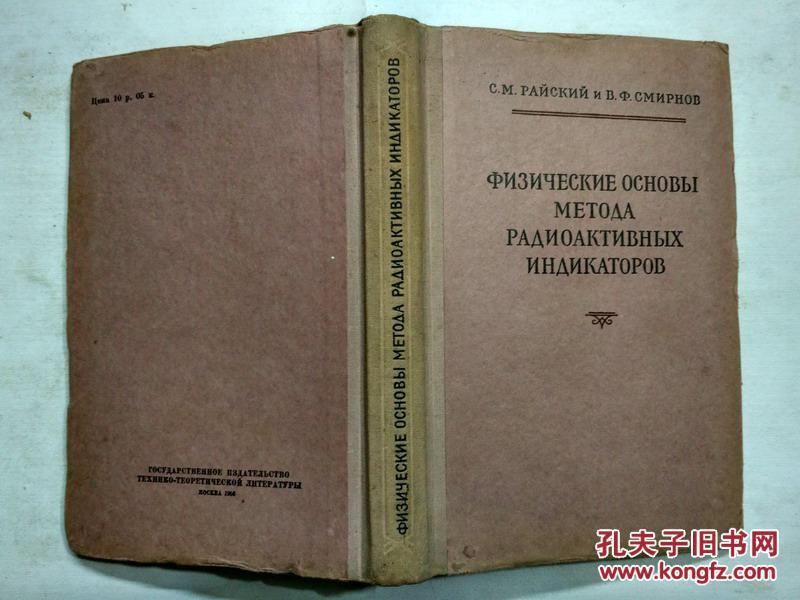 С. М. РАЙСКИЙ И В. Ф. СМИРНОВ
ФИЗИЧЕСКИЕ ОСНОВЫ
МЕТОДА
РАДИОАКТИВНЫХ
ИНДИКАТОРОВ
ФИЗИЧЕСКИЕ ОСНОВЫ МЕТОДА РАДИОАКТИВНЫХ ИНДИКАТОРОВ
Цена 10 р. 05 к.
ГОСУДАРСТВЕННОЕ ИЗДАТЕЛЬСТВО
ТЕХНИКО-ТЕОРЕТИЧЕСКОЙ ЛИТЕРАТУРЫ
МОСКВА 1956
孔夫子旧书网
www.kongfz.com